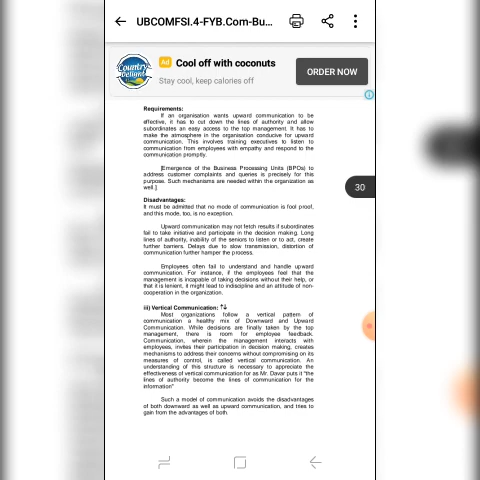 UBCOMFSI.4-FYB.Com-Bu...
Ad Cool off with coconuts
Stay cool, keep calories off
ORDER NOW
Country Delight
Requirements:
If an organisation wants upward communication to be
effective, it has to cut down the lines of authority and allow
subordinates an easy access to the top management. It has to
make the atmosphere in the organisation conducive for upward
communication. This involves training executives to listen to
communication from employees with empathy and respond to the
communication promptly.
[Emergence of the Business Processing Units (BPOs) to
address customer complaints and queries is precisely for this
purpose. Such mechanisms are needed within the organization as
well.]
30
Disadvantages:
It must be admitted that no mode of communication is fool proof,
and this mode, too, is no exception.
Upward communication may not fetch results if subordinates
fail to take initiative and participate in the decision making. Long
lines of authority, inability of the seniors to listen or to act, create
further barriers. Delays due to slow transmission, distortion of
communication further hamper the process.
Employees often fail to understand and handle upward
communication. For instance, if the employees feel that the
management is incapable of taking decisions without their help, or
that it is lenient, it might lead to indiscipline and an attitude of non-
cooperation in the organization.
iii) Vertical Communication: ↑↓
Most organizations follow a vertical pattern of
communication a healthy mix of Downward and Upward
Communication. While decisions are finally taken by the top
management, there is room for employee feedback.
Communication, wherein the management interacts with
employees, invites their participation in decision making, creates
mechanisms to address their concerns without compromising on its
measures of control, is called vertical communication. An
understanding of this structure is necessary to appreciate the
effectiveness of vertical communication for as Mr. Davar puts it "the
lines of authority become the lines of communication for the
information"
Such a model of communication avoids the disadvantages
of both downward as well as upward communication, and tries to
gain from the advantages of both.